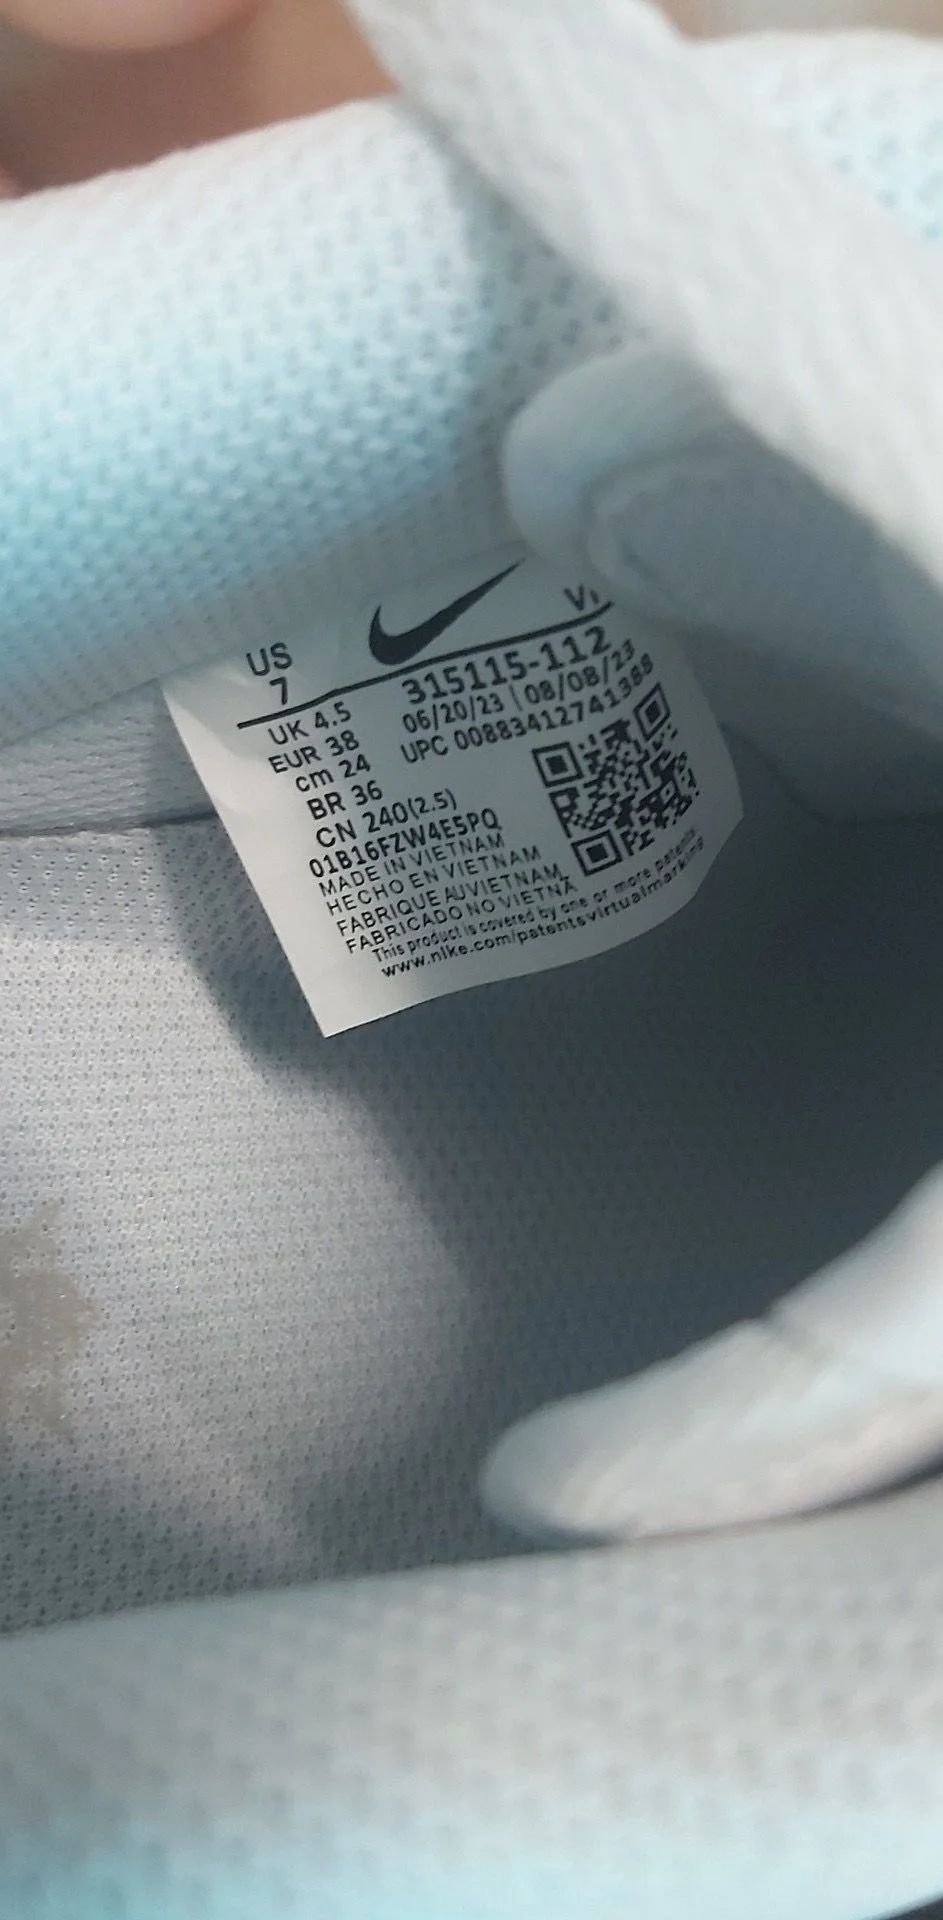 US
7
315115-112
UK 4.5
06/20/23 | 08/08/23
EUR 38
UPC 00883412741388
cm 24
BR 36
CN 240(2.5)
01B16FZW4E5PQ
MADE IN VIETNAM
HECHO EN VIETNAM
FABRIQUE AU VIETNAM
FABRICADO NO VIETNÃ
This product is covered by one or more patents
www.nike.com/patentsvirtualmarking